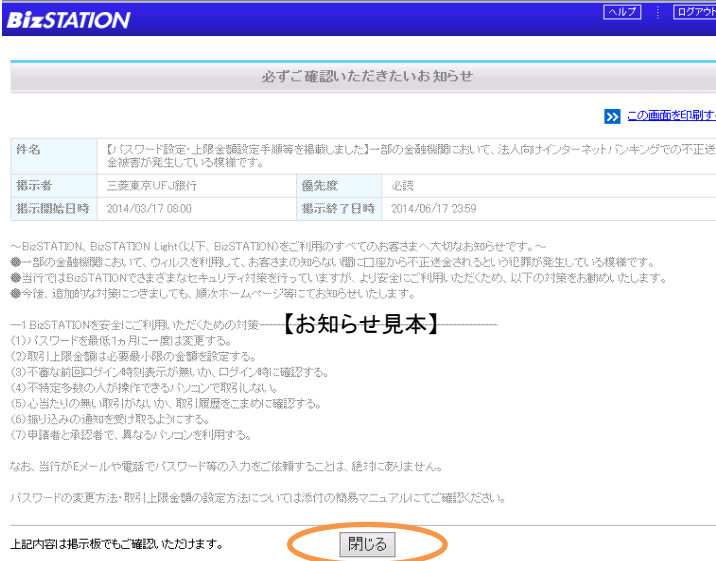 BizSTATION
ヘルプ
ログアウト
必ずご確認いただきたいお知らせ
この画面を印刷す
件名
【パスワード設定・上限金額設定手順等を掲載しました】一部の金融機関において、法人向けインターネットバンキングでの不正送
金被害が発生している模様です。
掲示者 三菱東京UFJ銀行 優先度 必読
掲示開始日時 2014/03/17 08:00 掲示終了日時 2014/06/17 23:59
～BizSTATION、BizSTATION Light(以下、BizSTATION)をご利用のすべてのお客さまへ大切なお知らせです。～
●一部の金融機関において、ウィルスを利用して、お客さまの知らない間に口座から不正送金されるという犯罪が発生している模様です。
●当行ではBizSTATIONでさまざまなセキュリティ対策を行っていますが、より安全にご利用いただくため、以下の対策をお勧めいたします。
●今後、追加的な対策につきましても、順次ホームページ等にてお知らせいたします。
―1.BizSTATIONを安全にご利用いただくための対策―
【お知らせ見本】
(1)パスワードを最低1ヵ月に一度は変更する。
(2)取引上限金額は必要最小限の金額を設定する。
(3)不審な前回ログイン時刻表示が無いか、ログイン時に確認する。
(4)不特定多数の人が操作できるパソコンで取引しない。
(5)心当たりの無い取引がないか、取引履歴をこまめに確認する。
(6)振り込みの通知を受け取るようにする。
(7)申請者と承認者で、異なるパソコンを利用する。
なお、当行がEメールや電話でパスワード等の入力をご依頼することは、絶対にありません。
パスワードの変更方法・取引上限金額の設定方法については添付の簡易マニュアルにてご確認ください。
上記内容は掲示板でもご確認いただけます。
閉じる